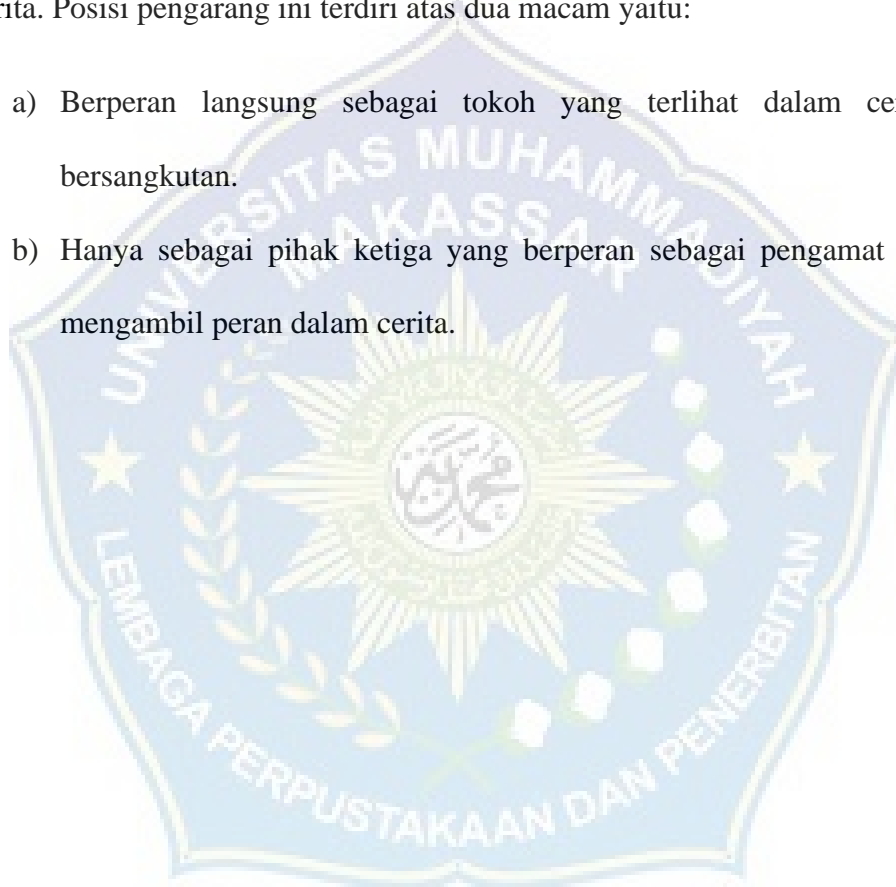 rita. Posisi pengarang ini terdiri atas dua macam yaitu:
a) Berperan langsung sebagai tokoh yang terlihat dalam ce
bersangkutan.
b) Hanya sebagai pihak ketiga yang berperan sebagai pengamat
mengambil peran dalam cerita.
UNIVERSITAS MUHAMMADIYAH
MAKASSAR
LEMBAGA PERPUSTAKAAN DAN PENERBITAN